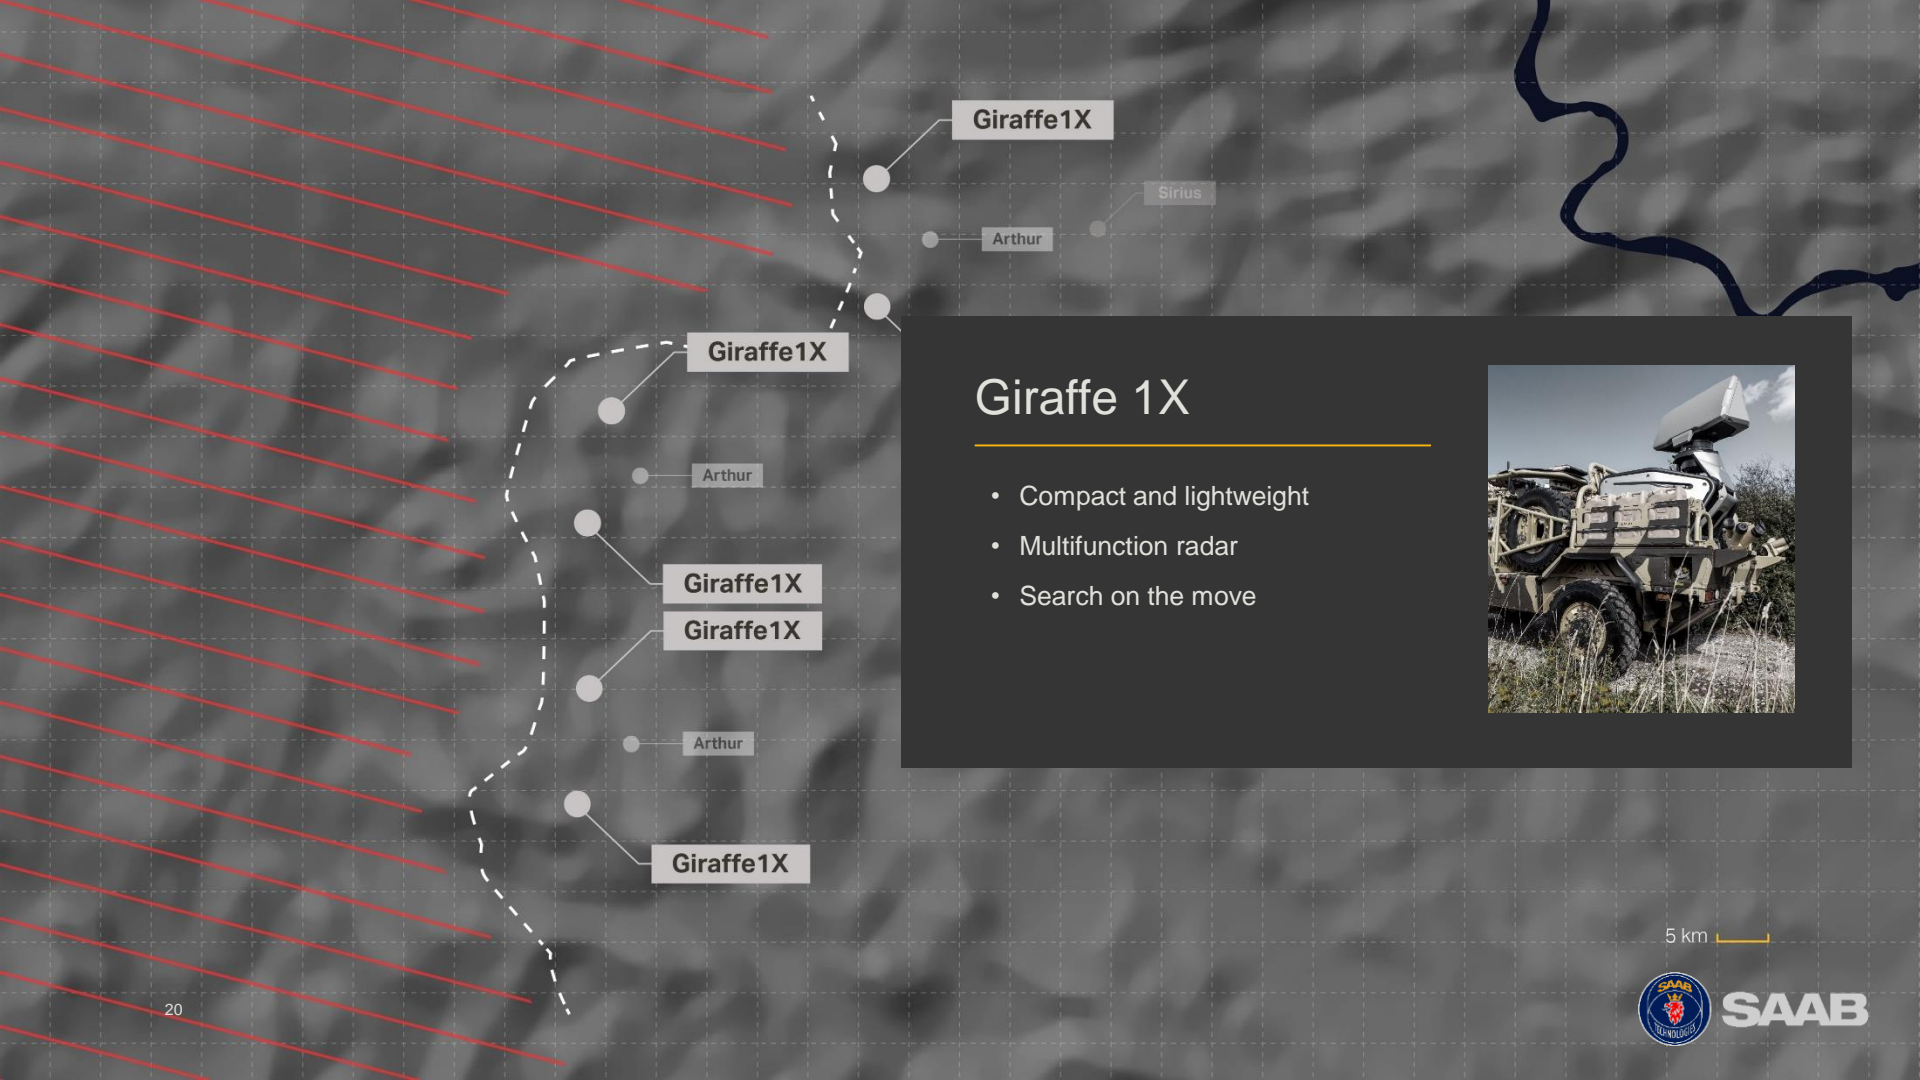 Giraffe1X
Sirius
Arthur
Giraffe1X
Giraffe 1X
Arthur
• Compact and lightweight
• Multifunction radar
• Search on the move
Giraffe1X
Giraffe1X
Arthur
Giraffe1X
5 km
20
SAAB
TECHNOLOGIES
SAAB